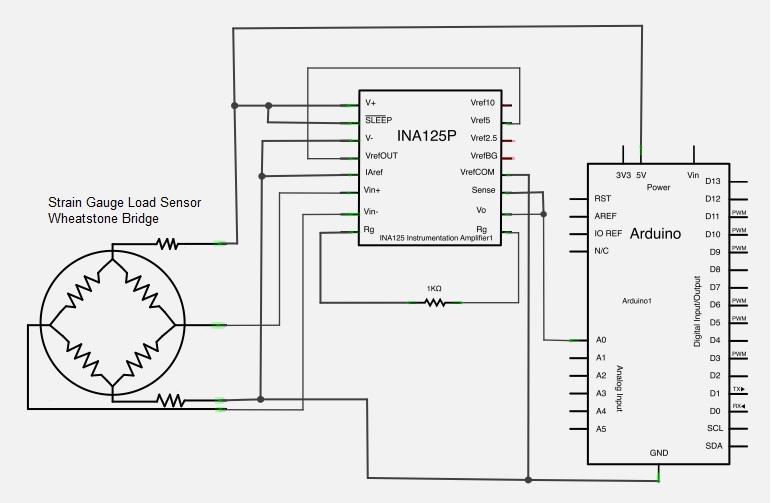 Strain Gauge Load Sensor
Wheatstone Bridge
V+
SLEEP
V-
VrefOUT
IAref
Vin+
Vin-
Rg
INA125P
Vref10
Vref5
Vref2.5
VrefBG
VrefCOM
Sense
Vo
Rg
INA125 Instrumentation Amplifier1
1KΩ
3V3
5V
Vin
Power
RST
AREF
IO REF
N/C
Arduino
Arduino1
A0
A1
A2
A3
A4
A5
Analog Input
Digital Input/Output
D13
D12
D11 PWM
D10 PWM
D9 PWM
D8
D7
D6 PWM
D5 PWM
D4
D3 PWM
D2
D1 TX▶
D0 RX◀
SCL
SDA
GND